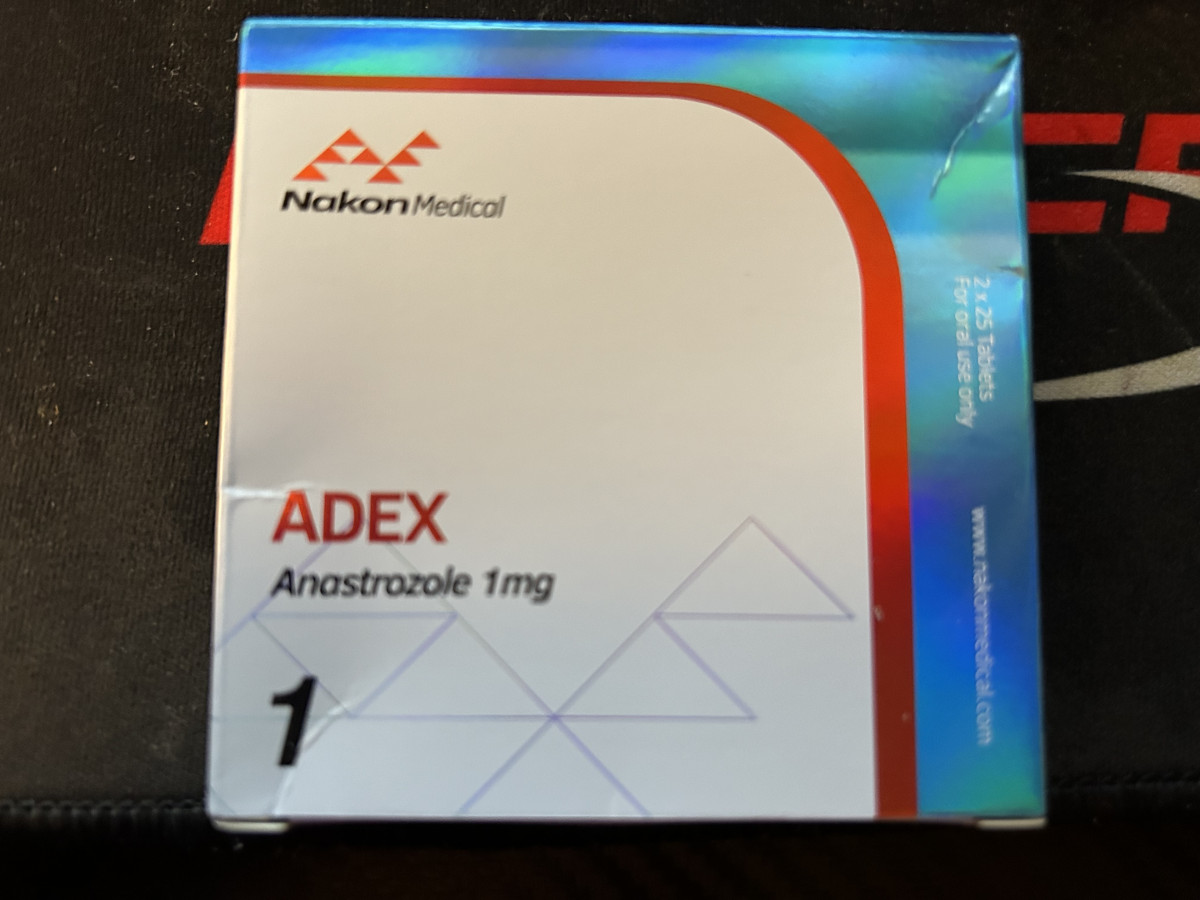 Nakon Medical
ADEX
Anastrozole 1mg
1
2 x 25 Tablets
For oral use only
www.nakonmedical.com